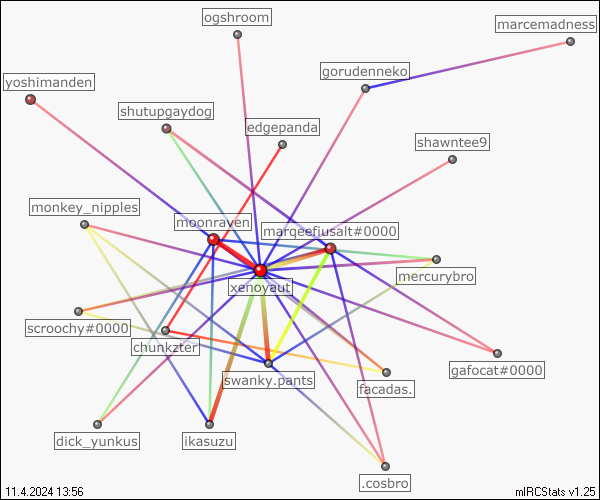 ogshroom
marcemadness
gorudenneko
yoshimanden
shutupgaydog
edgepanda
shawntee9
monkey_nipples
moonraven
marqeefiusalt#0000
mercurybro
xenoyaut
scroochy#0000
chunkzter
swanky.pants
facadas.
gafocat#0000
dick_yunkus
ikasuzu
.cosbro
11.4.2024 13:56
mIRCStats v1.25